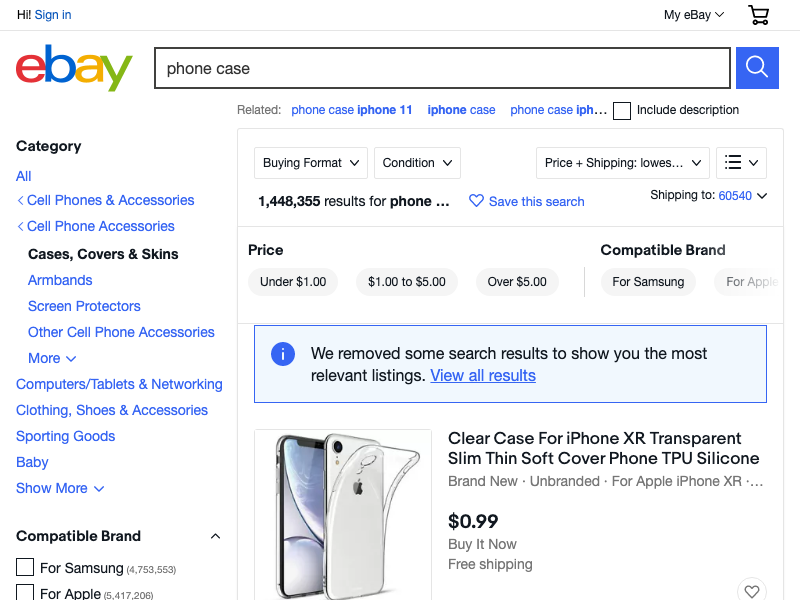 Hi! Sign in
My eBay
ebay
phone case
Related: phone case iphone 11 iphone case phone case iph... Include description
Category
All
Cell Phones & Accessories
Cell Phone Accessories
Cases, Covers & Skins
Armbands
Screen Protectors
Other Cell Phone Accessories
More
Computers/Tablets & Networking
Clothing, Shoes & Accessories
Sporting Goods
Baby
Show More
Compatible Brand
For Samsung (4,753,553)
For Apple (5,417,206)
Buying Format
Condition
Price + Shipping: lowes...
1,448,355 results for phone ...
Save this search
Shipping to: 60540
Price
Under $1.00
$1.00 to $5.00
Over $5.00
Compatible Brand
For Samsung
For Apple
We removed some search results to show you the most
relevant listings. View all results
Clear Case For iPhone XR Transparent
Slim Thin Soft Cover Phone TPU Silicone
Brand New · Unbranded · For Apple iPhone XR ·...
$0.99
Buy It Now
Free shipping